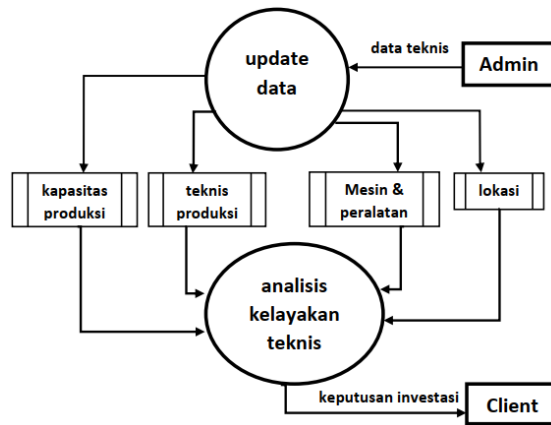 update
data
data teknis
Admin
kapasitas
produksi
teknis
produksi
Mesin &
peralatan
lokasi
analisis
kelayakan
teknis
keputusan investasi
Client